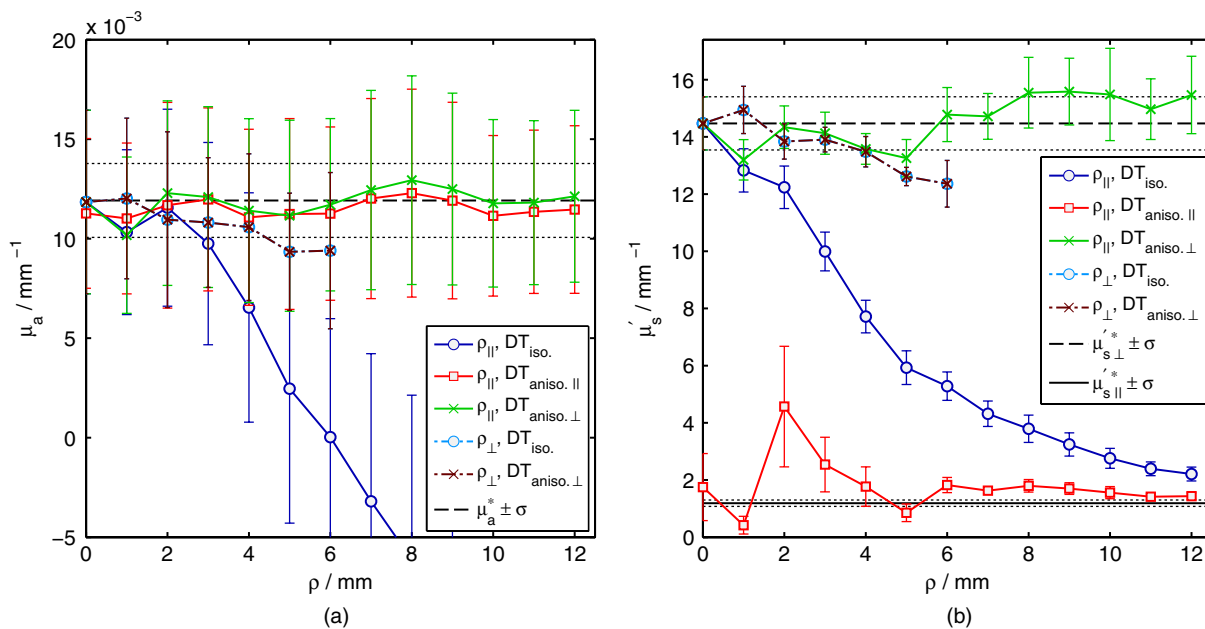 x 10⁻³
20
15
10
5
0
−5
0 2 4 6 8 10 12
μₐ / mm⁻¹
ρ / mm
ρ||, DTiso.
ρ||, DTaniso. ||
ρ||, DTaniso.⊥
ρ⊥, DTiso.
ρ⊥, DTaniso.⊥
μₐ* ± σ
(a)
16
14
12
10
8
6
4
2
0
0 2 4 6 8 10 12
μₛ′ / mm⁻¹
ρ / mm
ρ||, DTiso.
ρ||, DTaniso. ||
ρ||, DTaniso.⊥
ρ⊥, DTiso.
ρ⊥, DTaniso.⊥
μ′*ₛ⊥ ± σ
μ′*ₛ|| ± σ
(b)